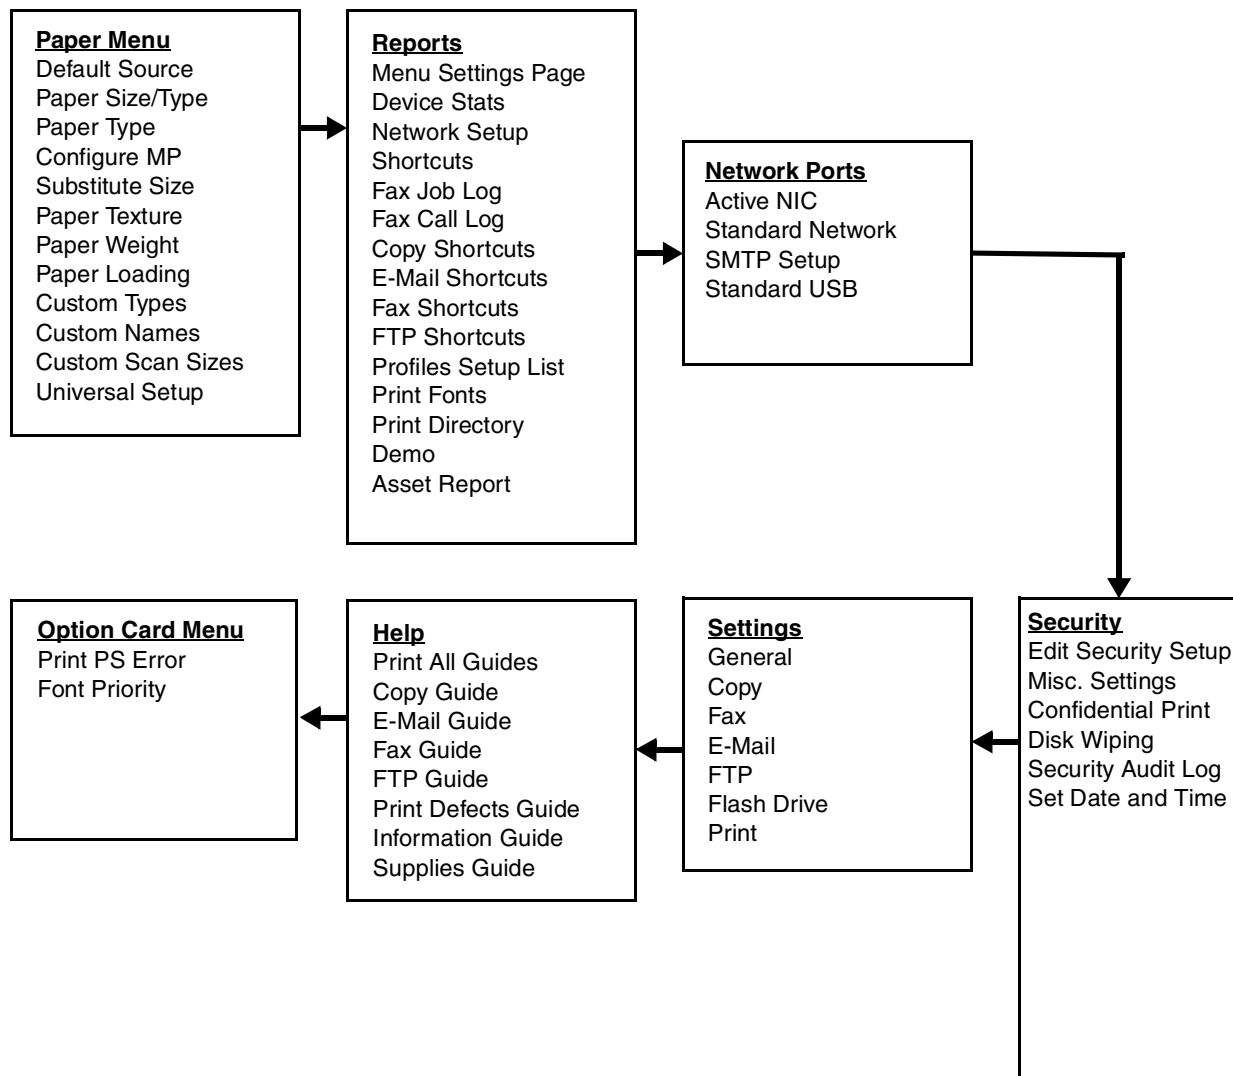 Paper Menu
Default Source
Paper Size/Type
Paper Type
Configure MP
Substitute Size
Paper Texture
Paper Weight
Paper Loading
Custom Types
Custom Names
Custom Scan Sizes
Universal Setup
Reports
Menu Settings Page
Device Stats
Network Setup
Shortcuts
Fax Job Log
Fax Call Log
Copy Shortcuts
E-Mail Shortcuts
Fax Shortcuts
FTP Shortcuts
Profiles Setup List
Print Fonts
Print Directory
Demo
Asset Report
Network Ports
Active NIC
Standard Network
SMTP Setup
Standard USB
Security
Edit Security Setup
Misc. Settings
Confidential Print
Disk Wiping
Security Audit Log
Set Date and Time
Settings
General
Copy
Fax
E-Mail
FTP
Flash Drive
Print
Help
Print All Guides
Copy Guide
E-Mail Guide
Fax Guide
FTP Guide
Print Defects Guide
Information Guide
Supplies Guide
Option Card Menu
Print PS Error
Font Priority